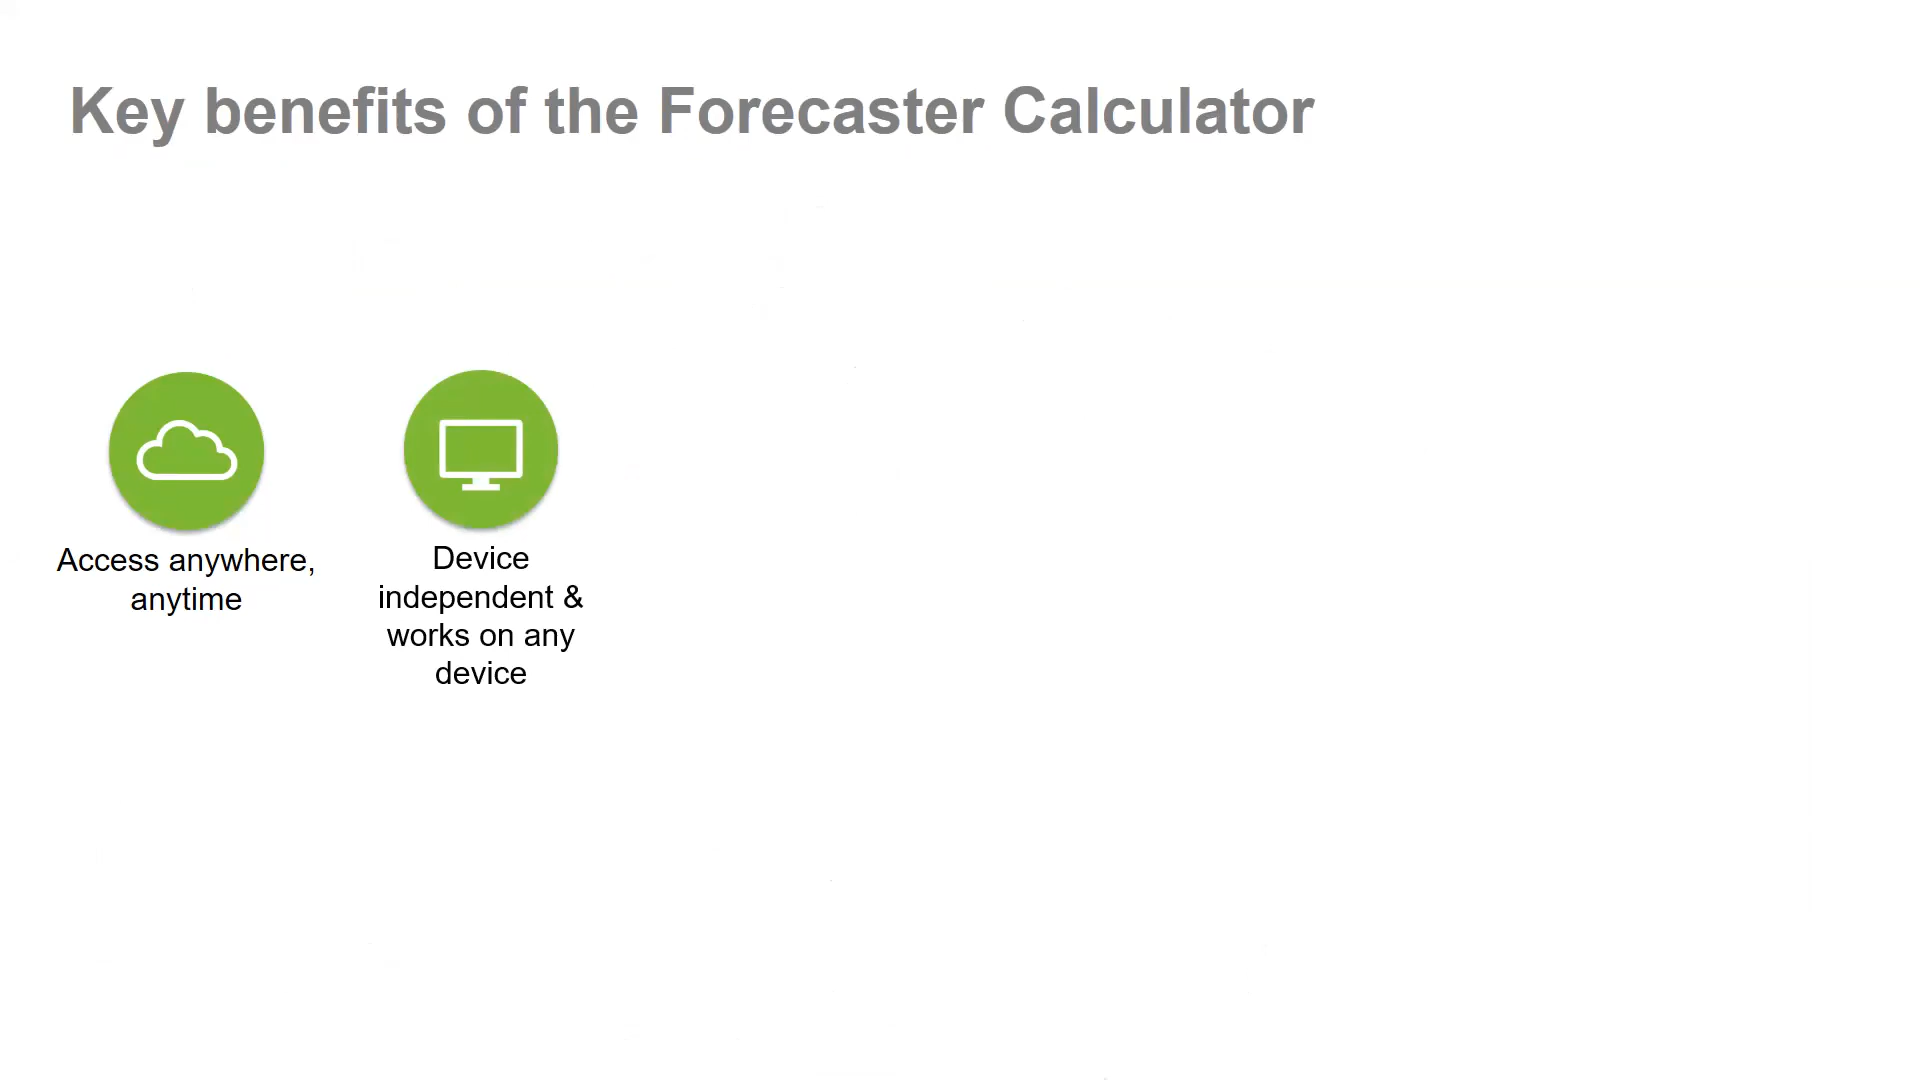 Key benefits of the Forecaster Calculator
Access anywhere,
anytime
Device
independent &
works on any
device